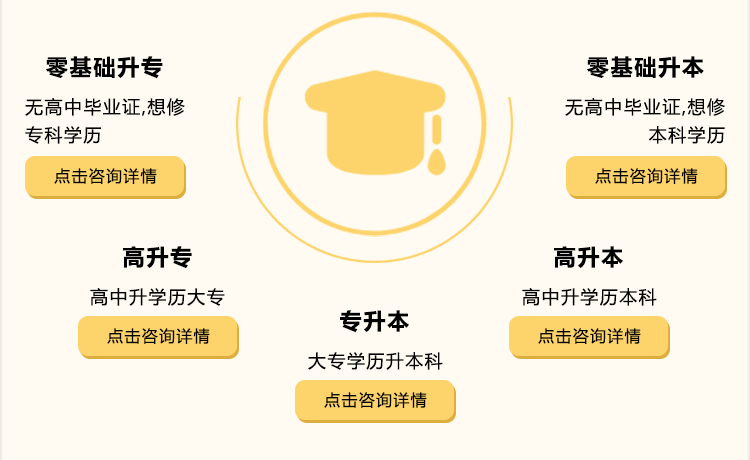 零基础升专
无高中毕业证,想修
专科学历
点击咨询详情
零基础升本
无高中毕业证,想修
本科学历
点击咨询详情
高升专
高中升学历大专
点击咨询详情
高升本
高中升学历本科
点击咨询详情
专升本
大专学历升本科
点击咨询详情